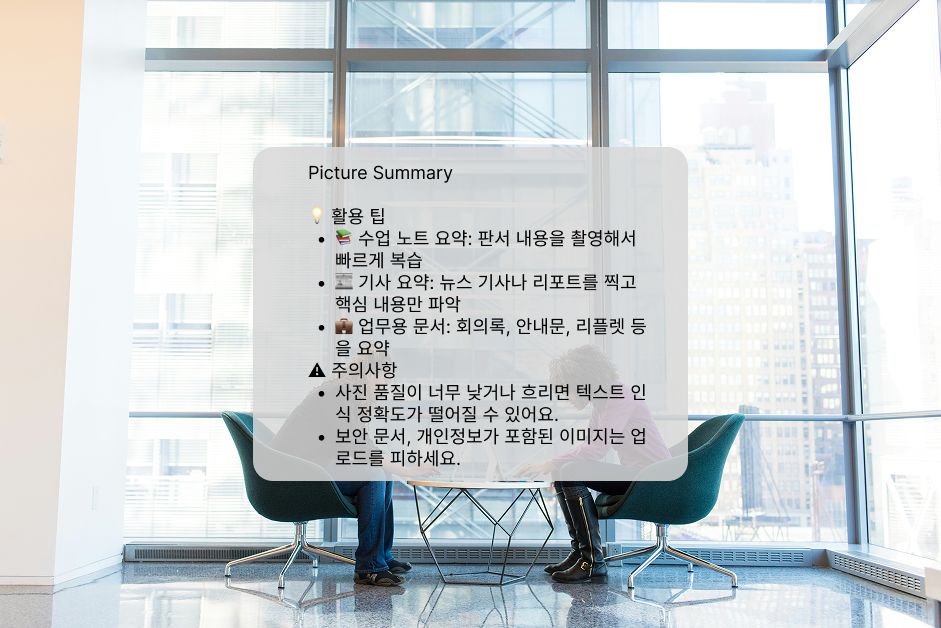 Picture Summary
💡 활용 팁
• 📚 수업 노트 요약: 판서 내용을 촬영해서
빠르게 복습
• 📰 기사 요약: 뉴스 기사나 리포트를 찍고
핵심 내용만 파악
• 💼 업무용 문서: 회의록, 안내문, 리플렛 등
을 요약
⚠ 주의사항
• 사진 품질이 너무 낮거나 흐리면 텍스트 인
식 정확도가 떨어질 수 있어요.
• 보안 문서, 개인정보가 포함된 이미지는 업
로드를 피하세요.